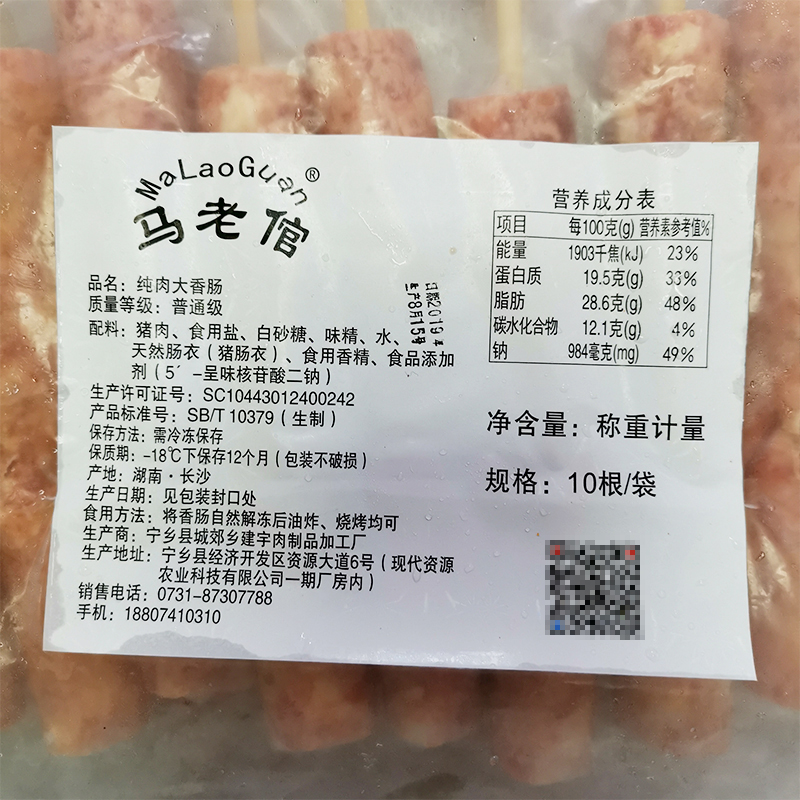 MaLaoGuan®
马老倌
品名：纯肉大香肠
质量等级：普通级
配料：猪肉、食用盐、白砂糖、味精、水、
天然肠衣（猪肠衣）、食用香精、食品添加
剂（5′-呈味核苷酸二钠）
生产许可证号：SC10443012400242
产品标准号：SB/T 10379（生制）
保存方法：需冷冻保存
保质期：-18℃下保存12个月（包装不破损）
产地：湖南·长沙
生产日期：见包装封口处
食用方法：将香肠自然解冻后油炸、烧烤均可
生产商：宁乡县城郊乡建宇肉制品加工厂
生产地址：宁乡县经济开发区资源大道6号（现代资源
农业科技有限公司一期厂房内）
销售电话：0731-87307788
手机：18807410310
2019年
8月15号
营养成分表
项目 每100克(g) 营养素参考值%
能量 1903千焦(kJ) 23%
蛋白质 19.5克(g) 33%
脂肪 28.6克(g) 48%
碳水化合物 12.1克(g) 4%
钠 984毫克(mg) 49%
净含量：称重计量
规格：10根/袋